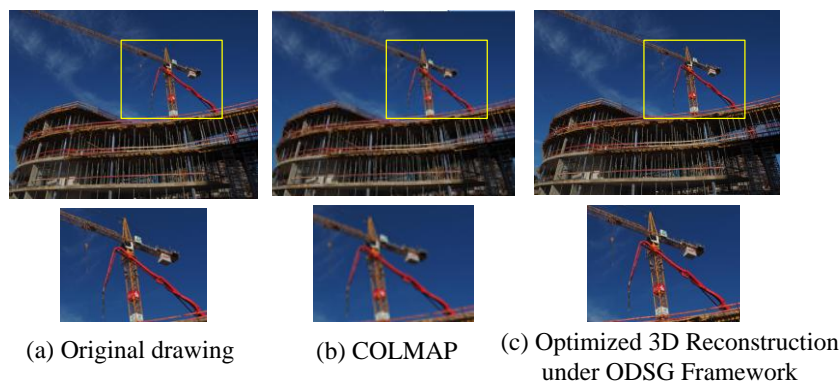 (a) Original drawing
(b) COLMAP
(c) Optimized 3D Reconstruction
under ODSG Framework